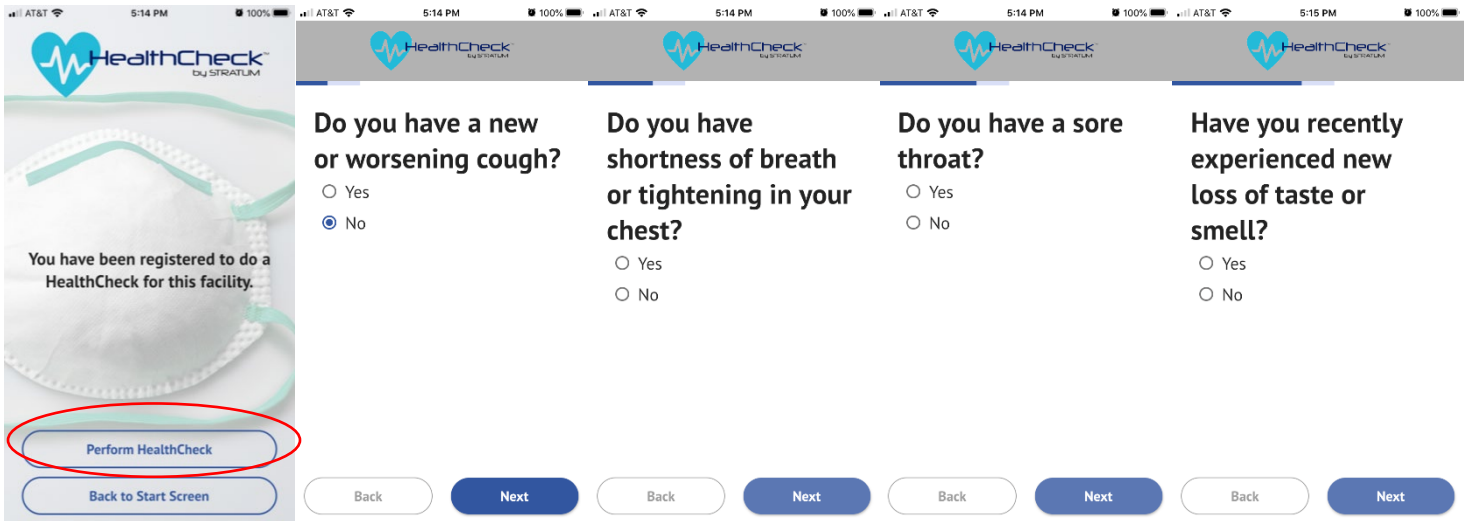 AT&T 5:14 PM 100%
HealthCheck™
by STRATUM
You have been registered to do a
HealthCheck for this facility.
Perform HealthCheck
Back to Start Screen
AT&T 5:14 PM 100%
HealthCheck™
by STRATUM
Do you have a new
or worsening cough?
Yes
No
Back Next
AT&T 5:14 PM 100%
HealthCheck™
by STRATUM
Do you have
shortness of breath
or tightening in your
chest?
Yes
No
Back Next
AT&T 5:14 PM 100%
HealthCheck™
by STRATUM
Do you have a sore
throat?
Yes
No
Back Next
AT&T 5:15 PM 100%
HealthCheck™
by STRATUM
Have you recently
experienced new
loss of taste or
smell?
Yes
No
Back Next